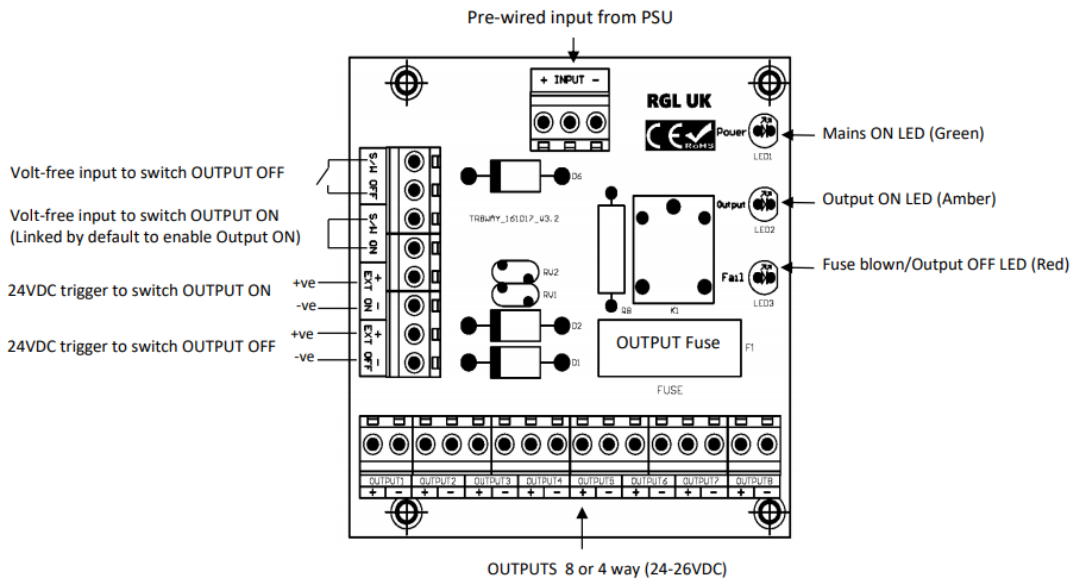 Pre-wired input from PSU
+ INPUT -
RGL UK
CE RoHS
Power
LED1
Mains ON LED (Green)
Volt-free input to switch OUTPUT OFF
S/W OFF
D6
Output
LED2
Output ON LED (Amber)
Volt-free input to switch OUTPUT ON
(Linked by default to enable Output ON)
S/W ON
TR8WAY_161017_V3.2
Fail
LED3
Fuse blown/Output OFF LED (Red)
RV2
RV1
R8
K1
24VDC trigger to switch OUTPUT ON
+ve
-ve
+ - EXT ON
24VDC trigger to switch OUTPUT OFF
+ve
-ve
+ - EXT OFF
D2
D1
OUTPUT Fuse
F1
FUSE
OUTPUT1 OUTPUT2 OUTPUT3 OUTPUT4 OUTPUT5 OUTPUT6 OUTPUT7 OUTPUT8
+ - + - + - + - + - + - + - + -
OUTPUTS 8 or 4 way (24-26VDC)